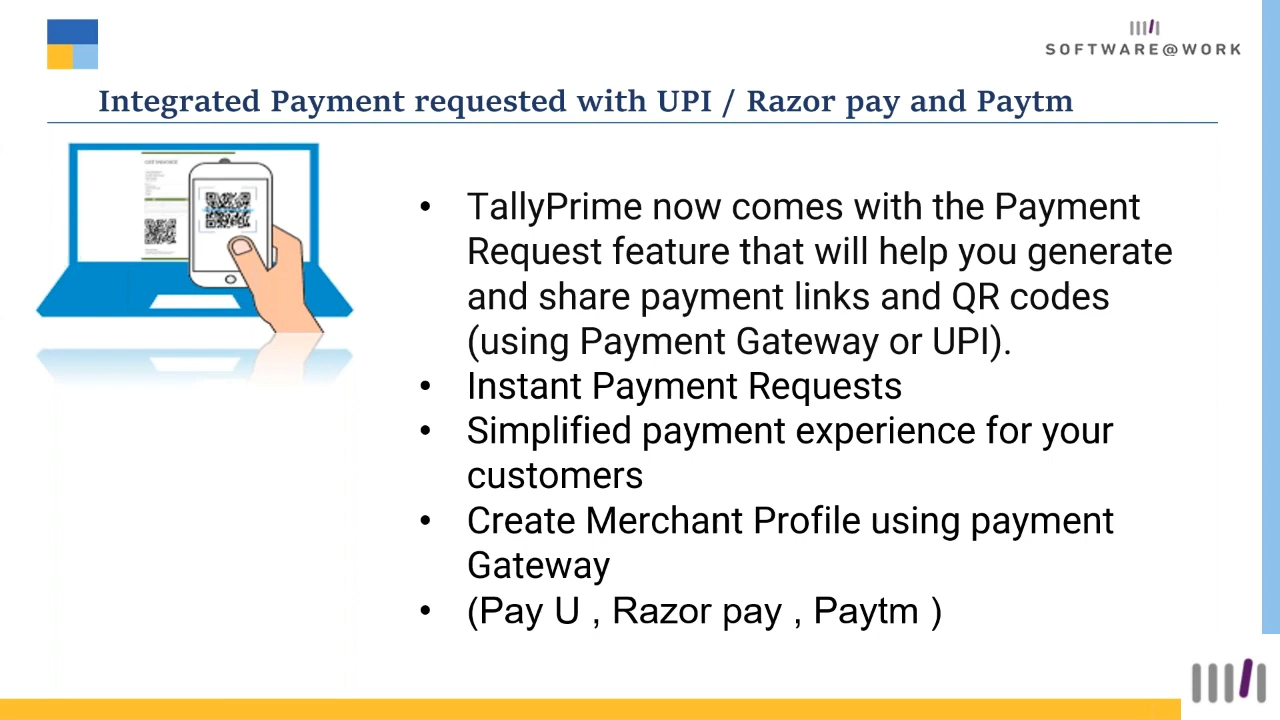 SOFTWARE@WORK
Integrated Payment requested with UPI / Razor pay and Paytm
• TallyPrime now comes with the Payment
Request feature that will help you generate
and share payment links and QR codes
(using Payment Gateway or UPI).
• Instant Payment Requests
• Simplified payment experience for your
customers
• Create Merchant Profile using payment
Gateway
• (Pay U , Razor pay , Paytm )